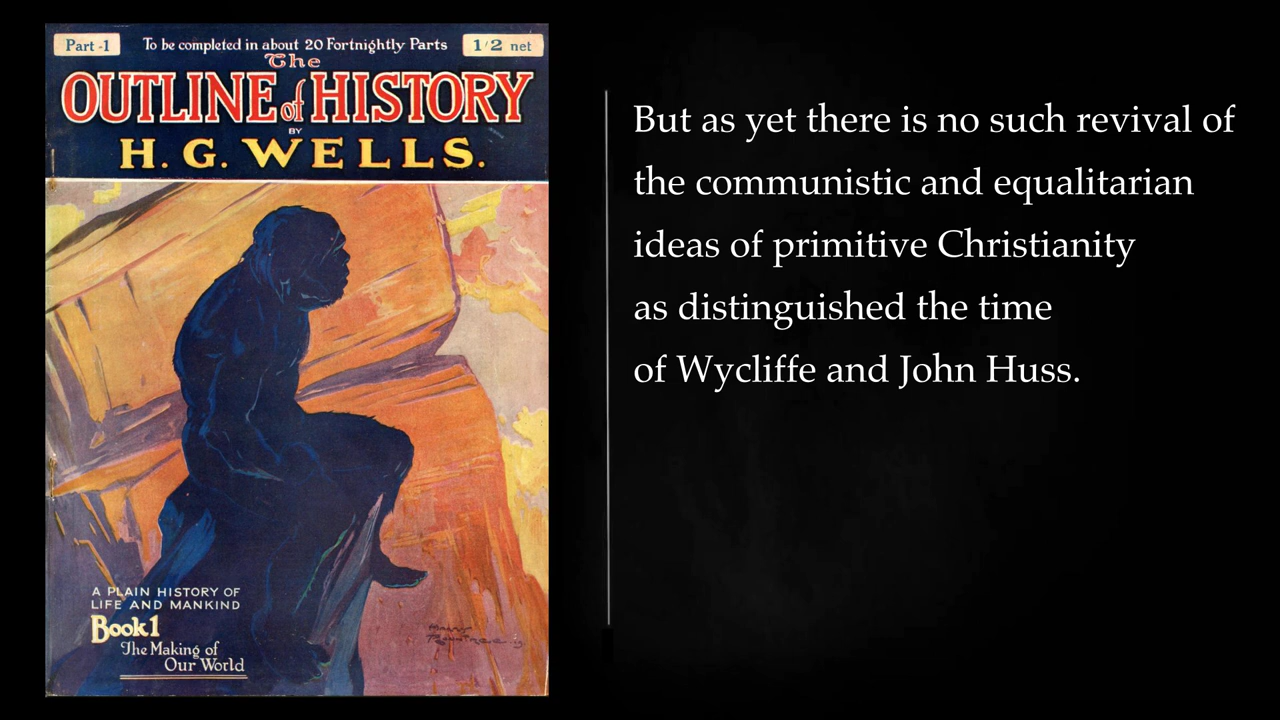 Part -1
To be completed in about 20 Fortnightly Parts
1/2 net
The
OUTLINE of HISTORY
BY
H. G. WELLS.
A PLAIN HISTORY OF
LIFE AND MANKIND
Book 1
The Making of
Our World
But as yet there is no such revival of
the communistic and equalitarian
ideas of primitive Christianity
as distinguished the time
of Wycliffe and John Huss.